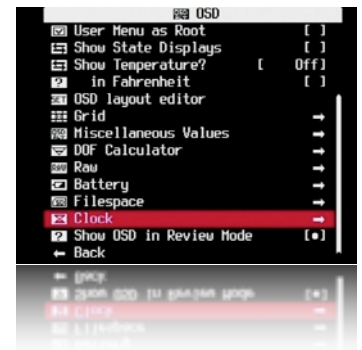 OSD
User Menu as Root [ ]
Show State Displays [ ]
Show Temperature? [ Off]
in Fahrenheit [ ]
OSD layout editor
Grid →
Miscellaneous Values →
DOF Calculator →
Raw →
Battery →
Filespace →
Clock →
Show OSD in Review Mode [•]
← Back